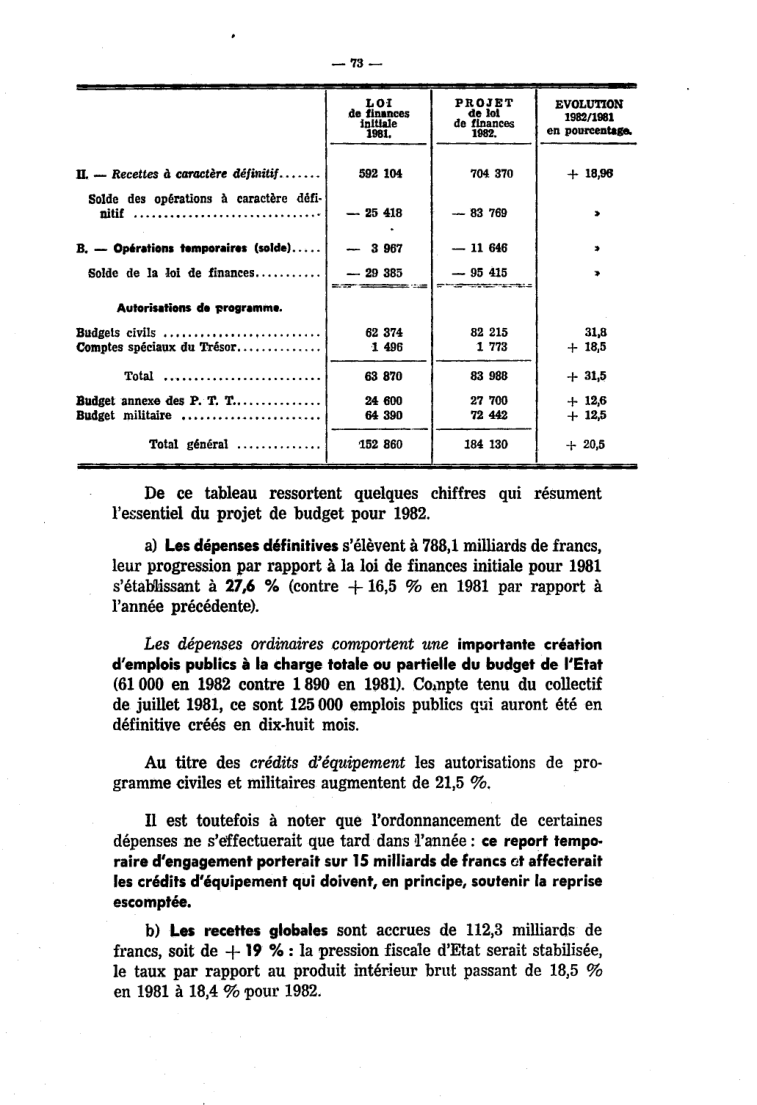 — 73 —
LOI de finances initiale 1981. PROJET de loi de finances 1982. EVOLUTION 1982/1981 en pourcentage.
II. — Recettes à caractère définitif....... 592 104 704 370 + 18,96
Solde des opérations à caractère défi-
nitif ............................... — 25 418 — 83 769 »
B. — Opérations temporaires (solde)..... — 3 967 — 11 646 »
Solde de la loi de finances........... — 29 385 — 95 415 »
Autorisations de programme.
Budgets civils .......................... 62 374 82 215 31,8
Comptes spéciaux du Trésor.............. 1 496 1 773 + 18,5
Total .......................... 63 870 83 988 + 31,5
Budget annexe des P. T. T............... 24 600 27 700 + 12,6
Budget militaire ....................... 64 390 72 442 + 12,5
Total général .............. 152 860 184 130 + 20,5
De ce tableau ressortent quelques chiffres qui résument
l'essentiel du projet de budget pour 1982.
a) Les dépenses définitives s'élèvent à 788,1 milliards de francs,
leur progression par rapport à la loi de finances initiale pour 1981
s'établissant à 27,6 % (contre + 16,5 % en 1981 par rapport à
l'année précédente).
Les dépenses ordinaires comportent une importante création
d'emplois publics à la charge totale ou partielle du budget de l'Etat
(61 000 en 1982 contre 1 890 en 1981). Compte tenu du collectif
de juillet 1981, ce sont 125 000 emplois publics qui auront été en
définitive créés en dix-huit mois.
Au titre des crédits d'équipement les autorisations de pro-
gramme civiles et militaires augmentent de 21,5 %.
Il est toutefois à noter que l'ordonnancement de certaines
dépenses ne s'effectuerait que tard dans l'année : ce report tempo-
raire d'engagement porterait sur 15 milliards de francs et affecterait
les crédits d'équipement qui doivent, en principe, soutenir la reprise
escomptée.
b) Les recettes globales sont accrues de 112,3 milliards de
francs, soit de + 19 % : la pression fiscale d'Etat serait stabilisée,
le taux par rapport au produit intérieur brut passant de 18,5 %
en 1981 à 18,4 % pour 1982.